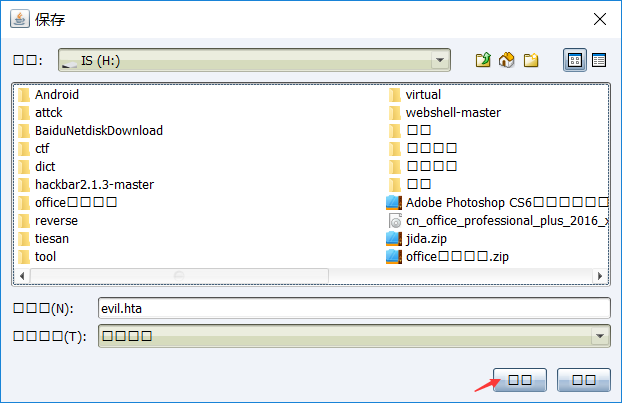 保存
□□: IS (H:)
Android
attck
BaiduNetdiskDownload
ctf
dict
hackbar2.1.3-master
office□□□□
reverse
tiesan
tool
virtual
webshell-master
□□
□□□□
□□□□
□□
Adobe Photoshop CS6□□□□□□
cn_office_professional_plus_2016_x
jida.zip
office□□□□.zip
□□□(N): evil.hta
□□□□(T): □□□□
□□ □□